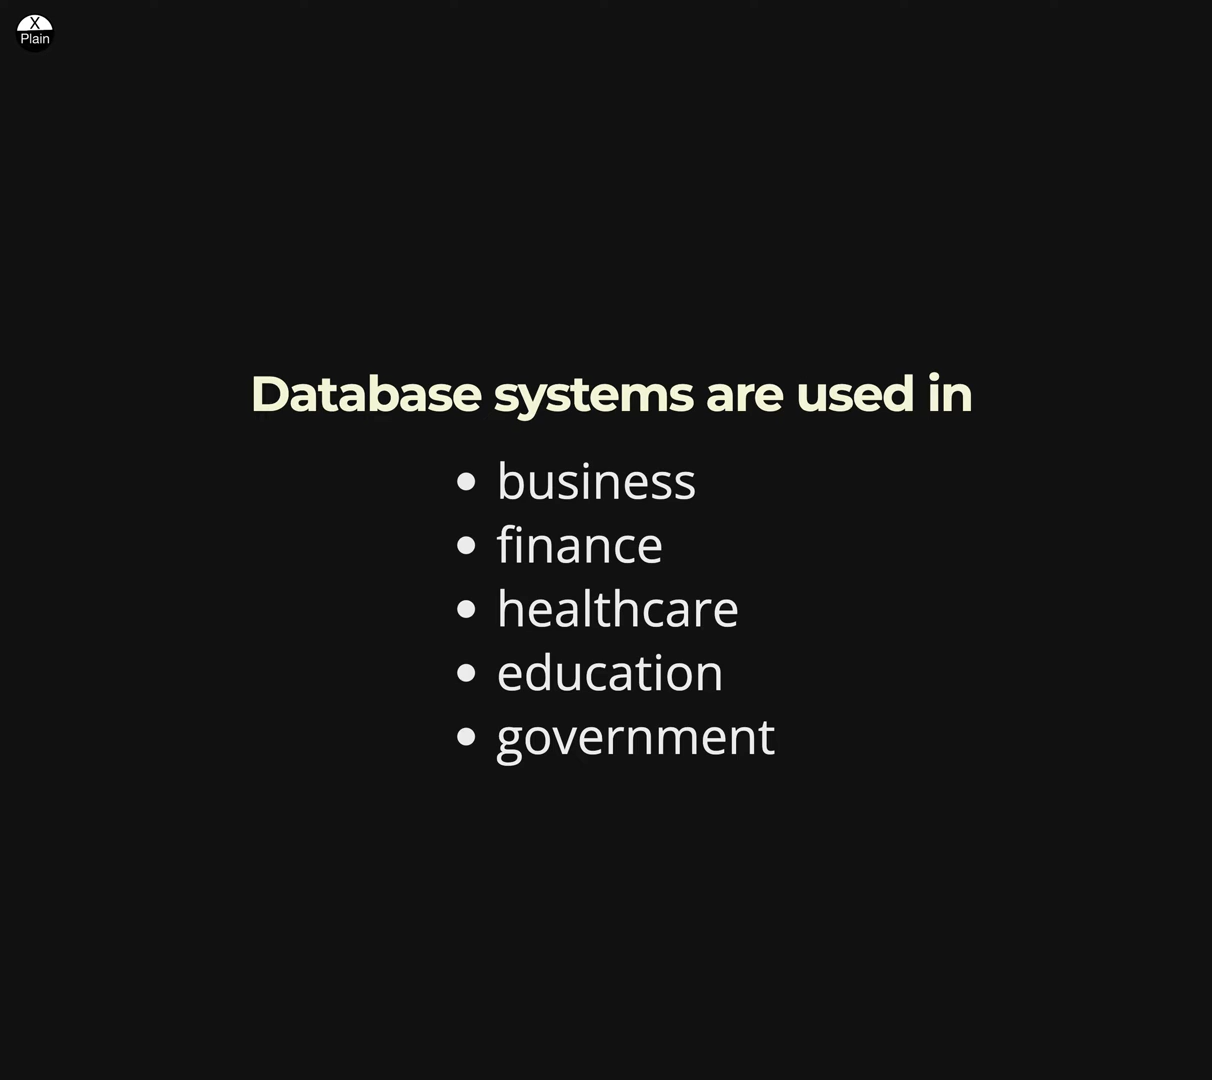 X
Plain
Database systems are used in
• business
• finance
• healthcare
• education
• government